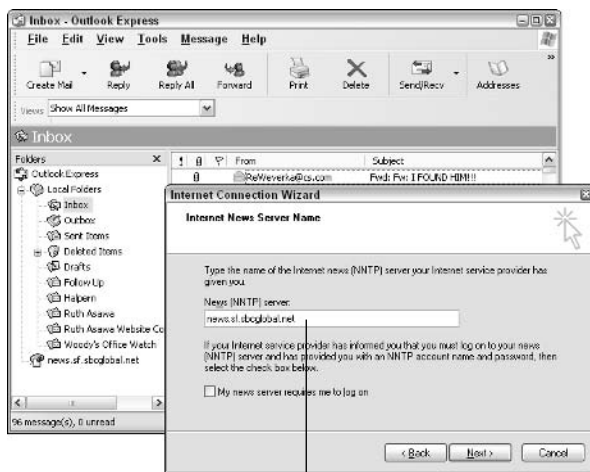 Inbox - Outlook Express
File Edit View Tools Message Help
Create Mail Reply Reply All Forward Print Delete Send/Recv Addresses
Views Show All Messages
Inbox
Folders
! From Subject
Outlook Express
ReWeverka@cs.com Fwd: Fw: I FOUND HIM!!!
Local Folders
Inbox
Outbox
Sent Items
Deleted Items
Drafts
Follow Up
Halpern
Ruth Asawa
Ruth Asawa Website Co
Woody's Office Watch
news.sf.sbcglobal.net
96 message(s), 0 unread
Internet Connection Wizard
Internet News Server Name
Type the name of the Internet news (NNTP) server your Internet service provider has
given you.
News (NNTP) server:
news.sf.sbcglobal.net
If your Internet service provider has informed you that you must log on to your news
(NNTP) server and has provided you with an NNTP account name and password, then
select the check box below.
My news server requires me to log on
< Back Next > Cancel